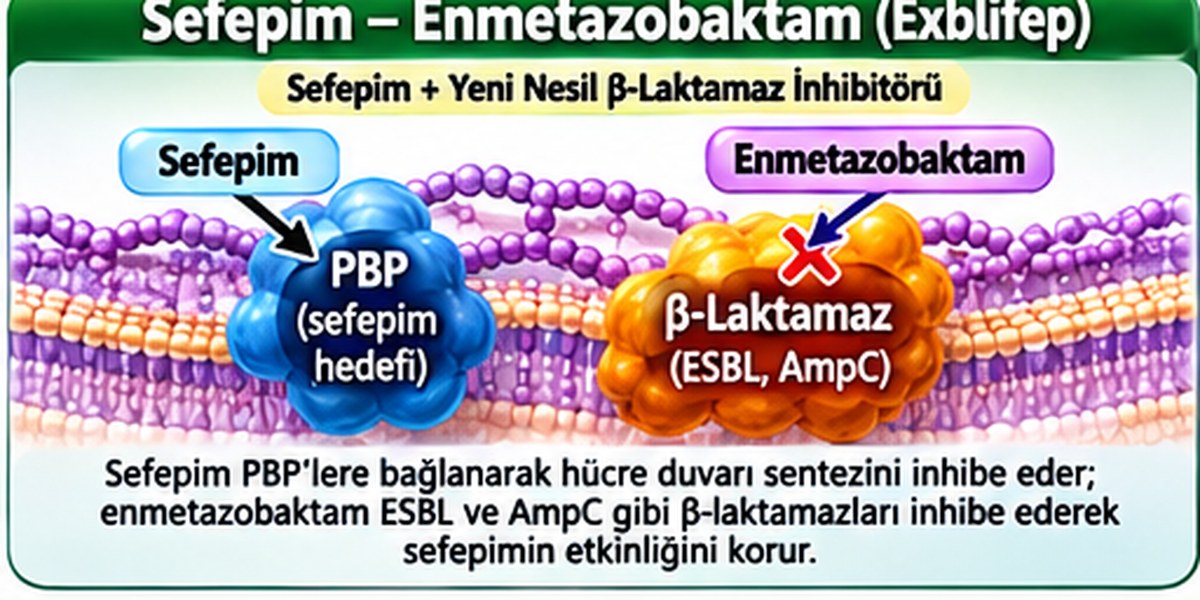 Sefepim – Enmetazobaktam (Exblifep)
Sefepim + Yeni Nesil β-Laktamaz İnhibitörü
Sefepim
Enmetazobaktam
PBP
(sefepim
hedefi)
β-Laktamaz
(ESBL, AmpC)
Sefepim PBP'lere bağlanarak hücre duvarı sentezini inhibe eder;
enmetazobaktam ESBL ve AmpC gibi β-laktamazları inhibe ederek
sefepimin etkinliğini korur.